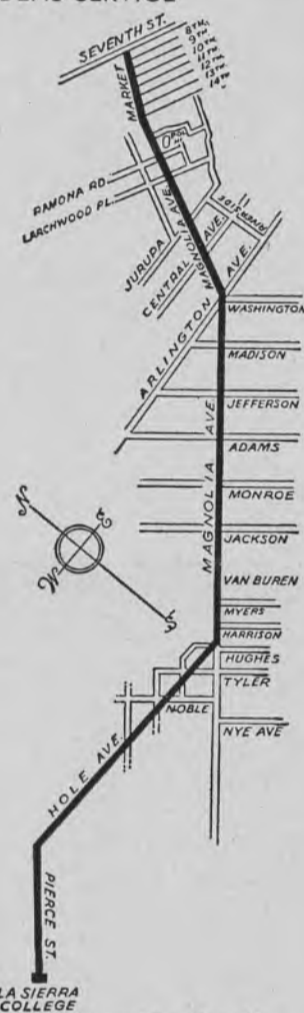 SEVENTH ST.
8TH.
9TH
10TH
11TH
12TH
13TH
14TH
MARKET
RAMONA RD
LARCHWOOD PL.
JURUPA
CENTRAL AVE.
MAGNOLIA AVE.
RIVERSIDE
ARLINGTON AVE.
WASHINGTON
MADISON
JEFFERSON
ADAMS
MAGNOLIA AVE.
MONROE
JACKSON
VAN BUREN
MYERS
HARRISON
HUGHES
TYLER
NOBLE
NYE AVE
N
E
W
S
HOLE AVE.
PIERCE ST.
LA SIERRA
COLLEGE